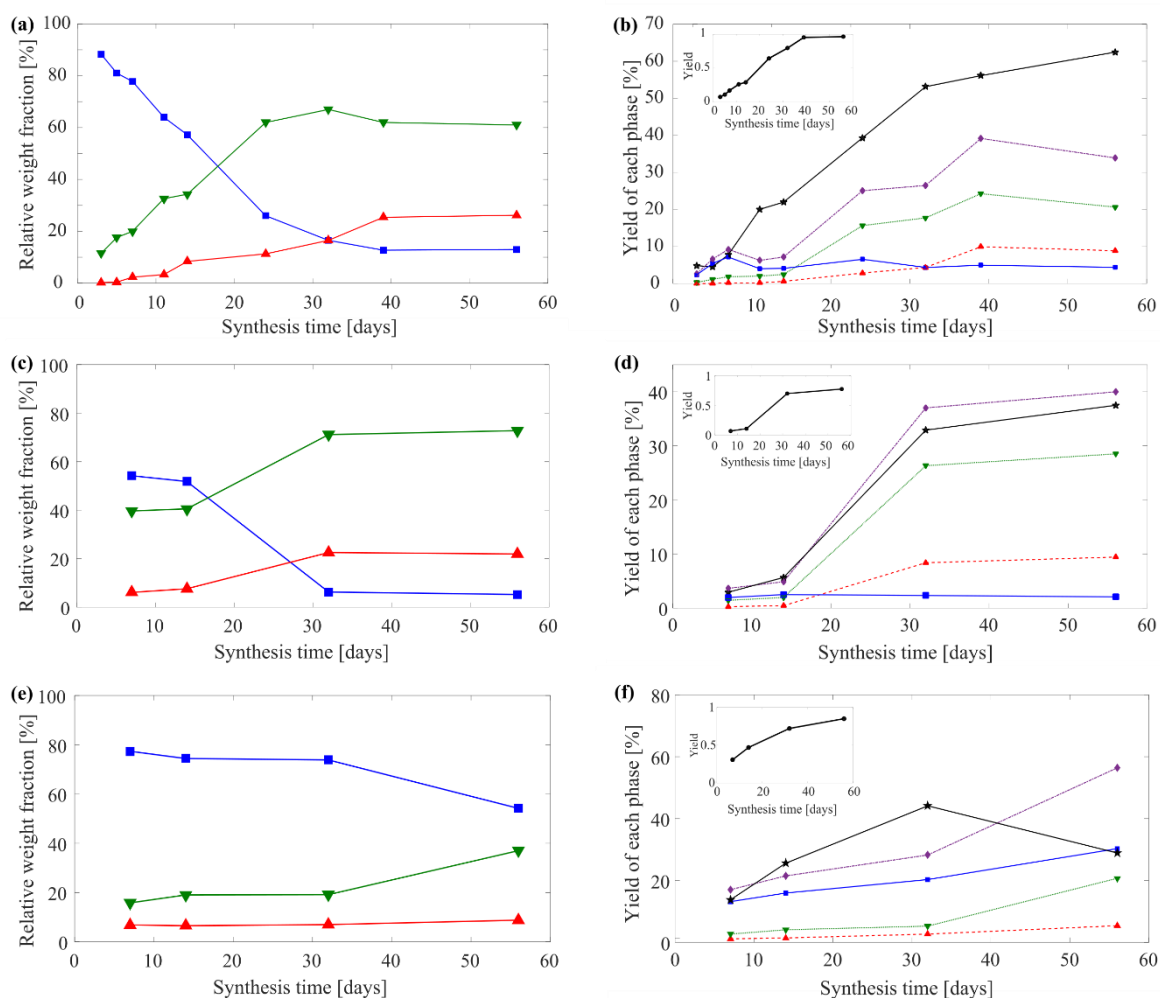 (a)
Relative weight fraction [%]
100
80
60
40
20
0
0 10 20 30 40 50 60
Synthesis time [days]
(b)
Yield of each phase [%]
70
60
50
40
30
20
10
0
0 10 20 30 40 50 60
Synthesis time [days]
Yield
1
0.5
0
0 10 20 30 40 50 60
Synthesis time [days]
(c)
Relative weight fraction [%]
100
80
60
40
20
0
0 10 20 30 40 50 60
Synthesis time [days]
(d)
Yield of each phase [%]
40
30
20
10
0
0 10 20 30 40 50 60
Synthesis time [days]
Yield
1
0.5
0
0 10 20 30 40 50 60
Synthesis time [days]
(e)
Relative weight fraction [%]
100
80
60
40
20
0
0 10 20 30 40 50 60
Synthesis time [days]
(f)
Yield of each phase [%]
80
60
40
20
0
0 10 20 30 40 50 60
Synthesis time [days]
Yield
1
0.5
0
0 20 40 60
Synthesis time [days]